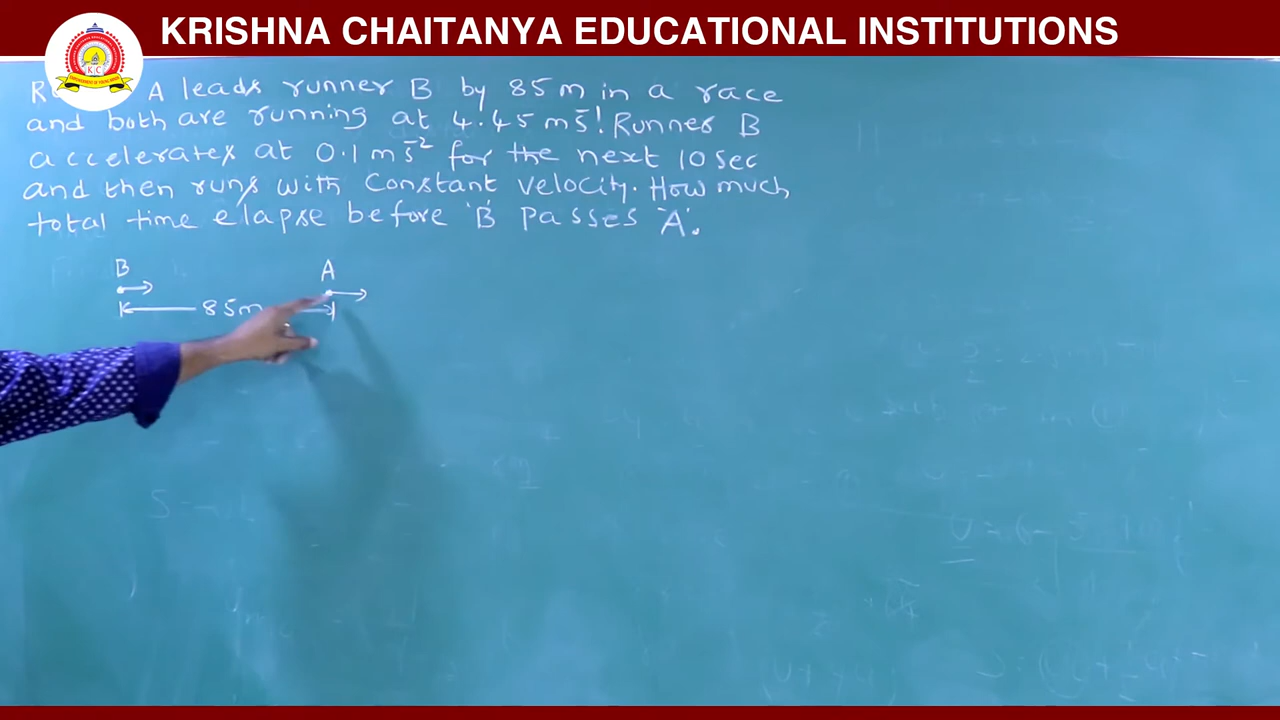 KRISHNA CHAITANYA EDUCATIONAL INSTITUTIONS
K C
A leads runner B by 85 m in a race
and both are running at 4.45 ms⁻¹. Runner B
accelerates at 0.1 ms⁻² for the next 10 sec
and then runs with constant velocity. How much
total time elapse before 'B' passes 'A'.
B A
85m